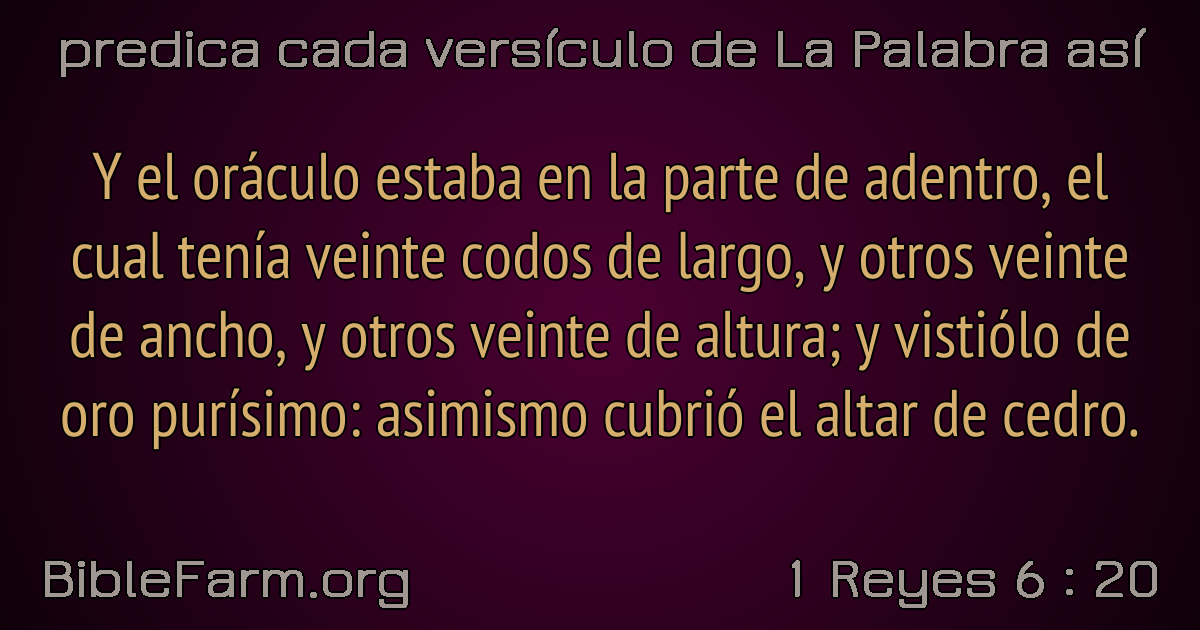 predica cada versículo de La Palabra así
Y el oráculo estaba en la parte de adentro, el
cual tenía veinte codos de largo, y otros veinte
de ancho, y otros veinte de altura; y vistiólo de
oro purísimo: asimismo cubrió el altar de cedro.
BibleFarm.org
1 Reyes 6 : 20